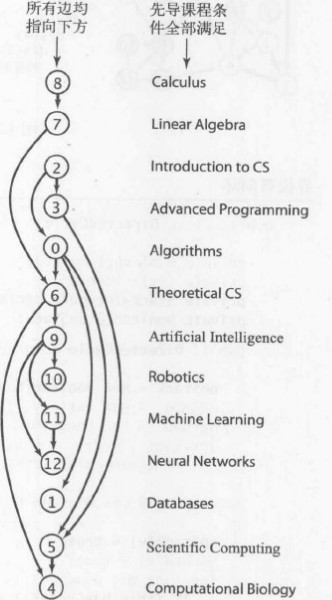 所有边均
指向下方
先导课程条
件全部满足
8 Calculus
7 Linear Algebra
2 Introduction to CS
3 Advanced Programming
0 Algorithms
6 Theoretical CS
9 Artificial Intelligence
10 Robotics
11 Machine Learning
12 Neural Networks
1 Databases
5 Scientific Computing
4 Computational Biology